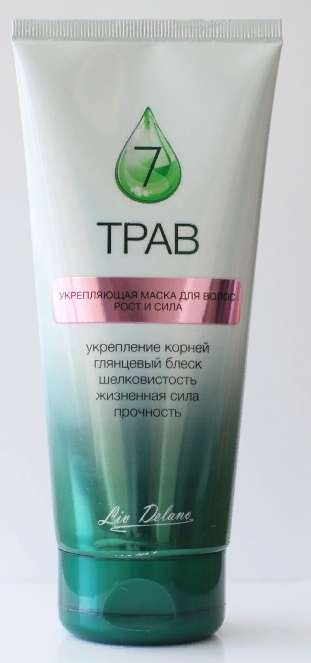 7
ТРАВ
УКРЕПЛЯЮЩАЯ МАСКА ДЛЯ ВОЛОС
РОСТ И СИЛА
укрепление корней
глянцевый блеск
шелковистость
жизненная сила
прочность
Liv Delano